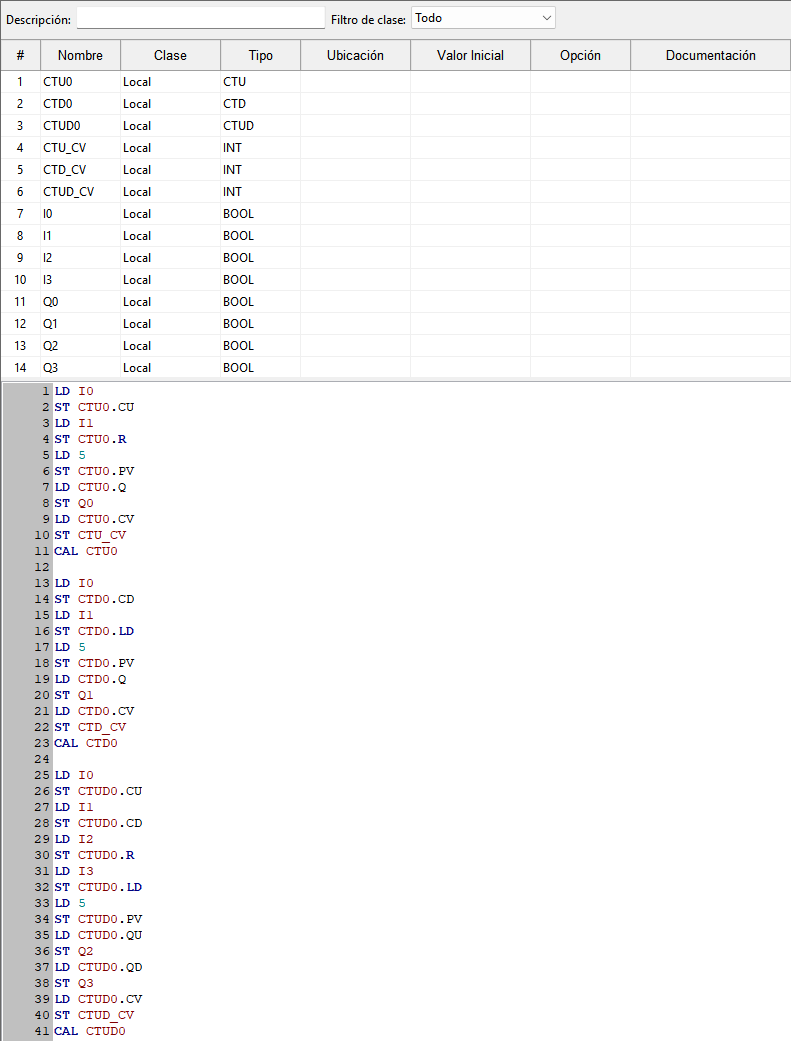 Descripción: Filtro de clase: Todo
# Nombre Clase Tipo Ubicación Valor Inicial Opción Documentación
1 CTU0 Local CTU
2 CTD0 Local CTD
3 CTUD0 Local CTUD
4 CTU_CV Local INT
5 CTD_CV Local INT
6 CTUD_CV Local INT
7 I0 Local BOOL
8 I1 Local BOOL
9 I2 Local BOOL
10 I3 Local BOOL
11 Q0 Local BOOL
12 Q1 Local BOOL
13 Q2 Local BOOL
14 Q3 Local BOOL
1 LD I0
2 ST CTU0.CU
3 LD I1
4 ST CTU0.R
5 LD 5
6 ST CTU0.PV
7 LD CTU0.Q
8 ST Q0
9 LD CTU0.CV
10 ST CTU_CV
11 CAL CTU0
12
13 LD I0
14 ST CTD0.CD
15 LD I1
16 ST CTD0.LD
17 LD 5
18 ST CTD0.PV
19 LD CTD0.Q
20 ST Q1
21 LD CTD0.CV
22 ST CTD_CV
23 CAL CTD0
24
25 LD I0
26 ST CTUD0.CU
27 LD I1
28 ST CTUD0.CD
29 LD I2
30 ST CTUD0.R
31 LD I3
32 ST CTUD0.LD
33 LD 5
34 ST CTUD0.PV
35 LD CTUD0.QU
36 ST Q2
37 LD CTUD0.QD
38 ST Q3
39 LD CTUD0.CV
40 ST CTUD_CV
41 CAL CTUD0